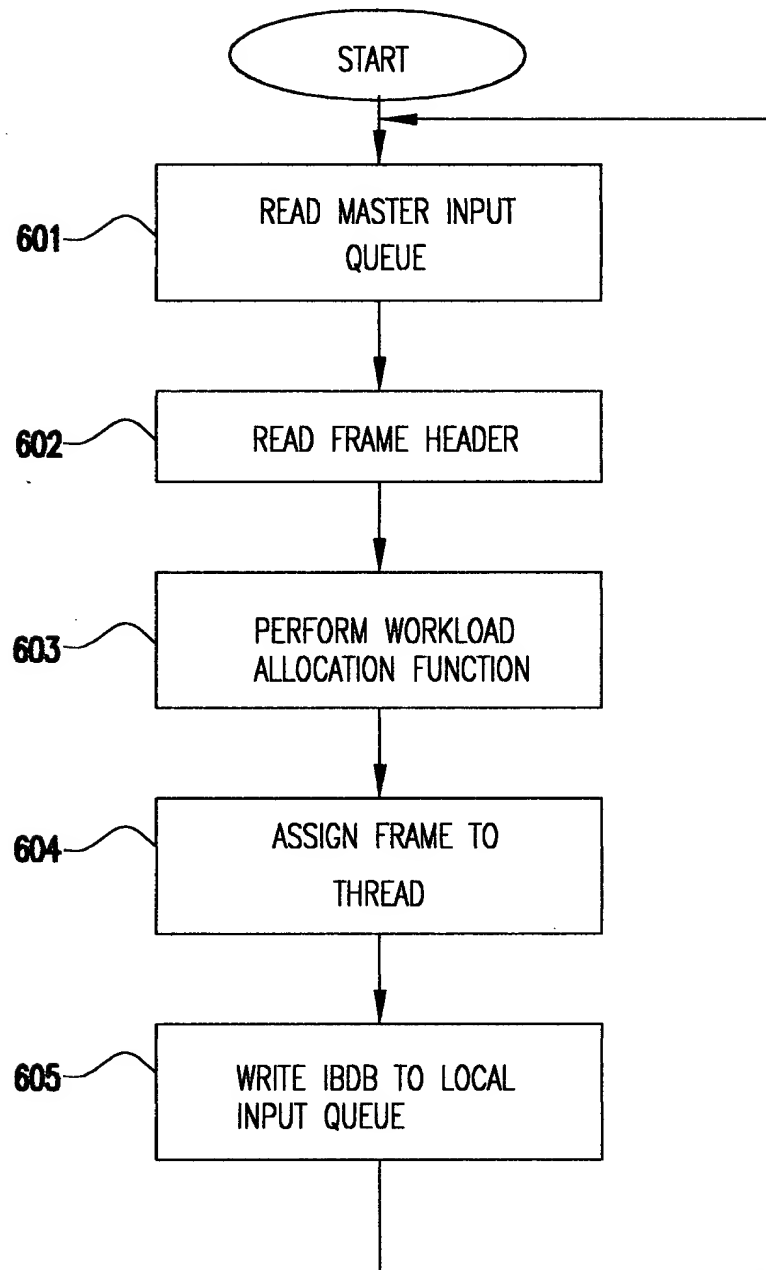 START
601
READ MASTER INPUT
QUEUE
602
READ FRAME HEADER
603
PERFORM WORKLOAD
ALLOCATION FUNCTION
604
ASSIGN FRAME TO
THREAD
605
WRITE IBDB TO LOCAL
INPUT QUEUE